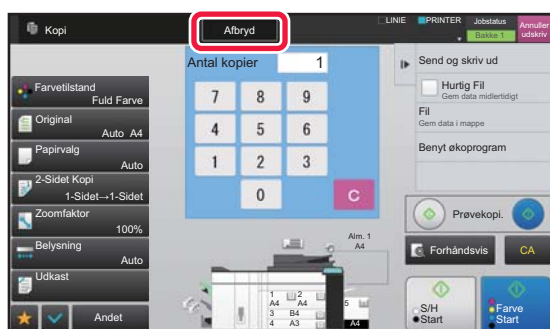 Kopi
Afbryd
LINIE
PRINTER
Jobstatus
Bakke 1
Annuller
udskriv
Farvetilstand
Fuld Farve
Original
Auto A4
Papirvalg
Auto
2-Sidet Kopi
1-Sidet→1-Sidet
Zoomfaktor
100%
Belysning
Auto
Udkast
Andet
Antal kopier 1
7 8 9
4 5 6
1 2 3
0 C
Alm. 1
A4
1 2
A4 A4
3 B4
4 A3
5
A4
Send og skriv ud
Hurtig Fil
Gem data midlertidigt
Fil
Gem data i mappe
Benyt økoprogram
Prøvekopi.
Forhåndsvis
CA
S/H
Start
Farve
Start